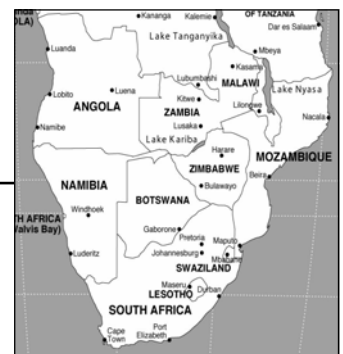 OLA)
Kananga
Kalemie
OF TANZANIA
Dar es Salaam
Lake Tanganyika
Luanda
Mbeya
Kasama
Lubumbashi
MALAWI
Lobito
Luena
Kitwe
Lake Nyasa
ANGOLA
ZAMBIA
Lilongwe
Lusaka
Nacala
Namibe
Lake Kariba
Harare
MOZAMBIQUE
ZIMBABWE
Beira
NAMIBIA
Bulawayo
BOTSWANA
Windhoek
TH AFRICA
Valvis Bay)
Gaborone
Pretoria
Maputo
Luderitz
Johannesburg
Mbabane
SWAZILAND
Maseru
Durban
LESOTHO
SOUTH AFRICA
Cape
Town
Port
Elizabeth